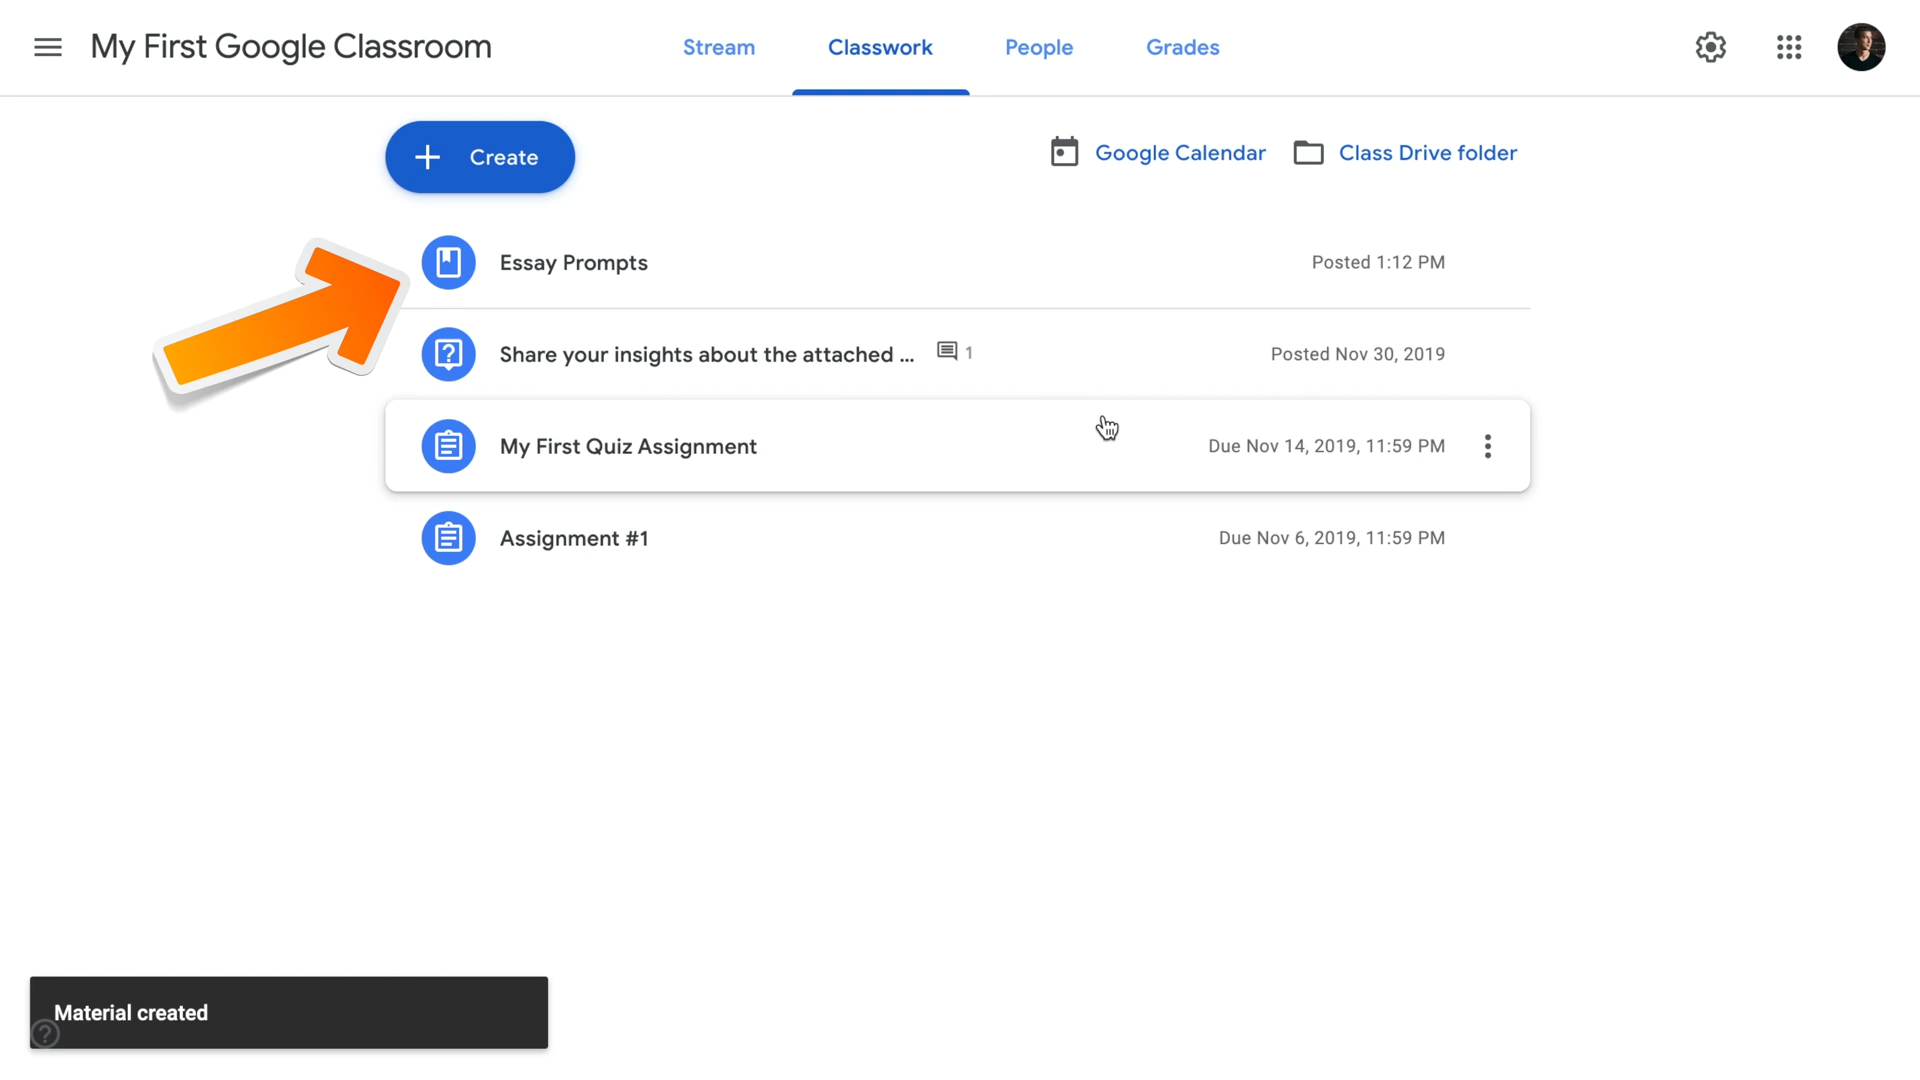 My First Google Classroom
Stream
Classwork
People
Grades
Create
Google Calendar
Class Drive folder
Essay Prompts
Posted 1:12 PM
Share your insights about the attached ...
1
Posted Nov 30, 2019
My First Quiz Assignment
Due Nov 14, 2019, 11:59 PM
Assignment #1
Due Nov 6, 2019, 11:59 PM
Material created